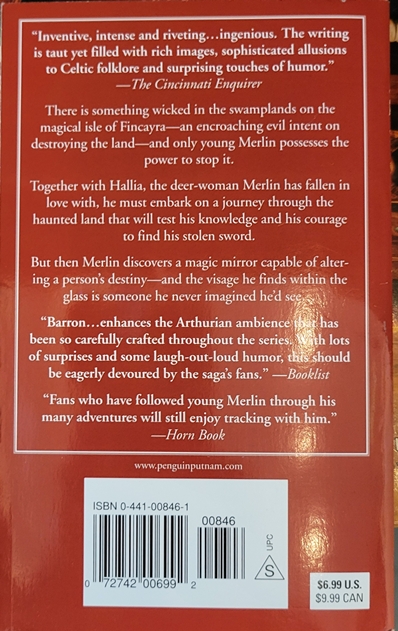 “Inventive, intense and riveting…ingenious. The writing
is taut yet filled with rich images, sophisticated allusions
to Celtic folklore and surprising touches of humor.”
—The Cincinnati Enquirer
There is something wicked in the swamplands on the
magical isle of Fincayra—an encroaching evil intent on
destroying the land—and only young Merlin possesses the
power to stop it.
Together with Hallia, the deer-woman Merlin has fallen in
love with, he must embark on a journey through the
haunted land that will test his knowledge and his courage
to find his stolen sword.
But then Merlin discovers a magic mirror capable of alter-
ing a person’s destiny—and the visage he finds within the
glass is someone he never imagined he’d see.
“Barron…enhances the Arthurian ambience that has
been so carefully crafted throughout the series. With lots
of surprises and some laugh-out-loud humor, this should
be eagerly devoured by the saga’s fans.” —Booklist
“Fans who have followed young Merlin through his
many adventures will still enjoy tracking with him.”
—Horn Book
www.penguinputnam.com
ISBN 0-441-00846-1
00846
0 72742 00699 2
S UPC
$6.99 U.S.
$9.99 CAN